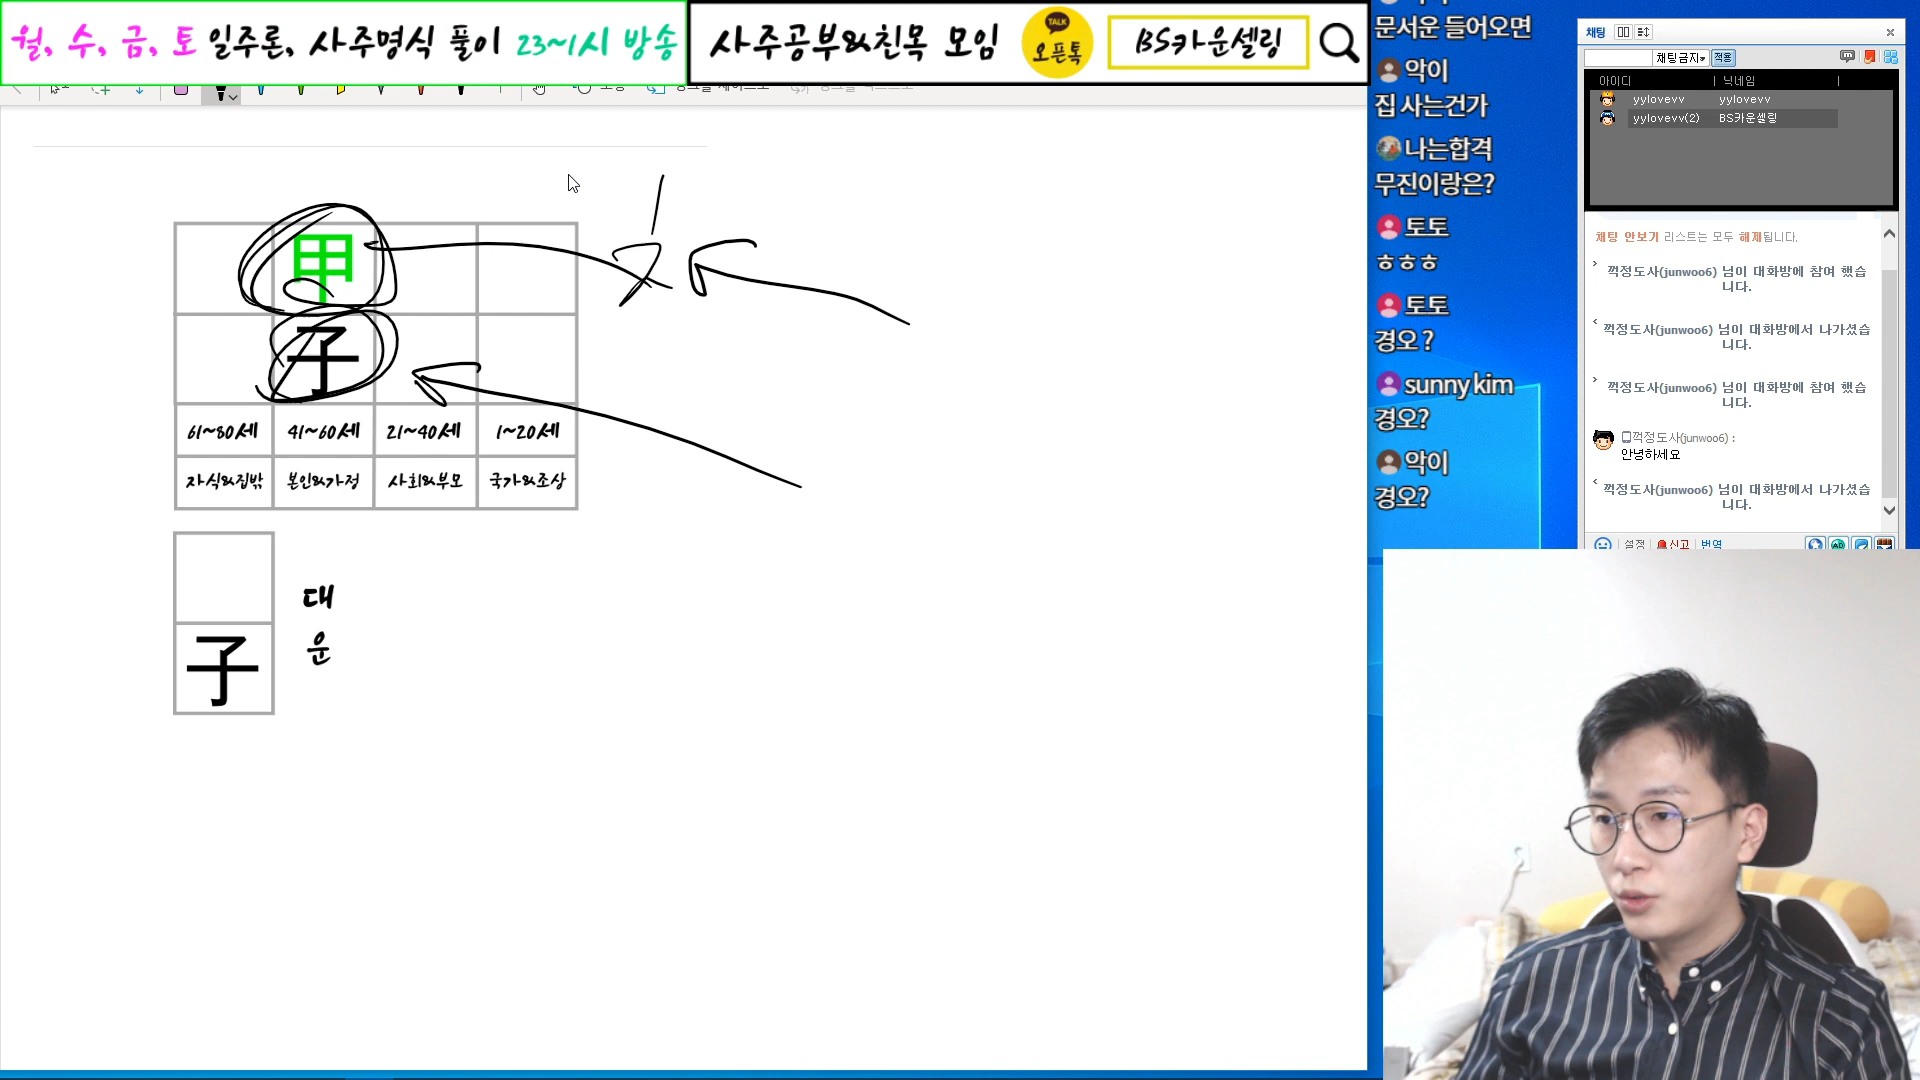 월, 수, 금, 토 일주론, 사주명식 풀이 23~1시 방송
사주공부&친목 모임
TALK
오픈톡
BS카운셀링
甲
子
61~80세
41~60세
21~40세
1~20세
자식&집밖
본인&가정
사회&부모
국가&조상
子
대
운
문서운 들어오면
악이
집 사는건가
나는합격
무진이랑은?
토토
ㅎㅎㅎ
토토
경오 ?
sunny kim
경오?
악이
경오?
채팅
채팅금지
적용
아이디
닉네임
yylovevv
yylovevv
yylovevv(2)
BS카운셀링
채팅 안보기 리스트는 모두 해제됩니다.
꺽정도사(junwoo6) 님이 대화방에 참여 했습
니다.
꺽정도사(junwoo6) 님이 대화방에서 나가셨습
니다.
꺽정도사(junwoo6) 님이 대화방에 참여 했습
니다.
꺽정도사(junwoo6) :
안녕하세요
꺽정도사(junwoo6) 님이 대화방에서 나가셨습
니다.
설정
신고
번역